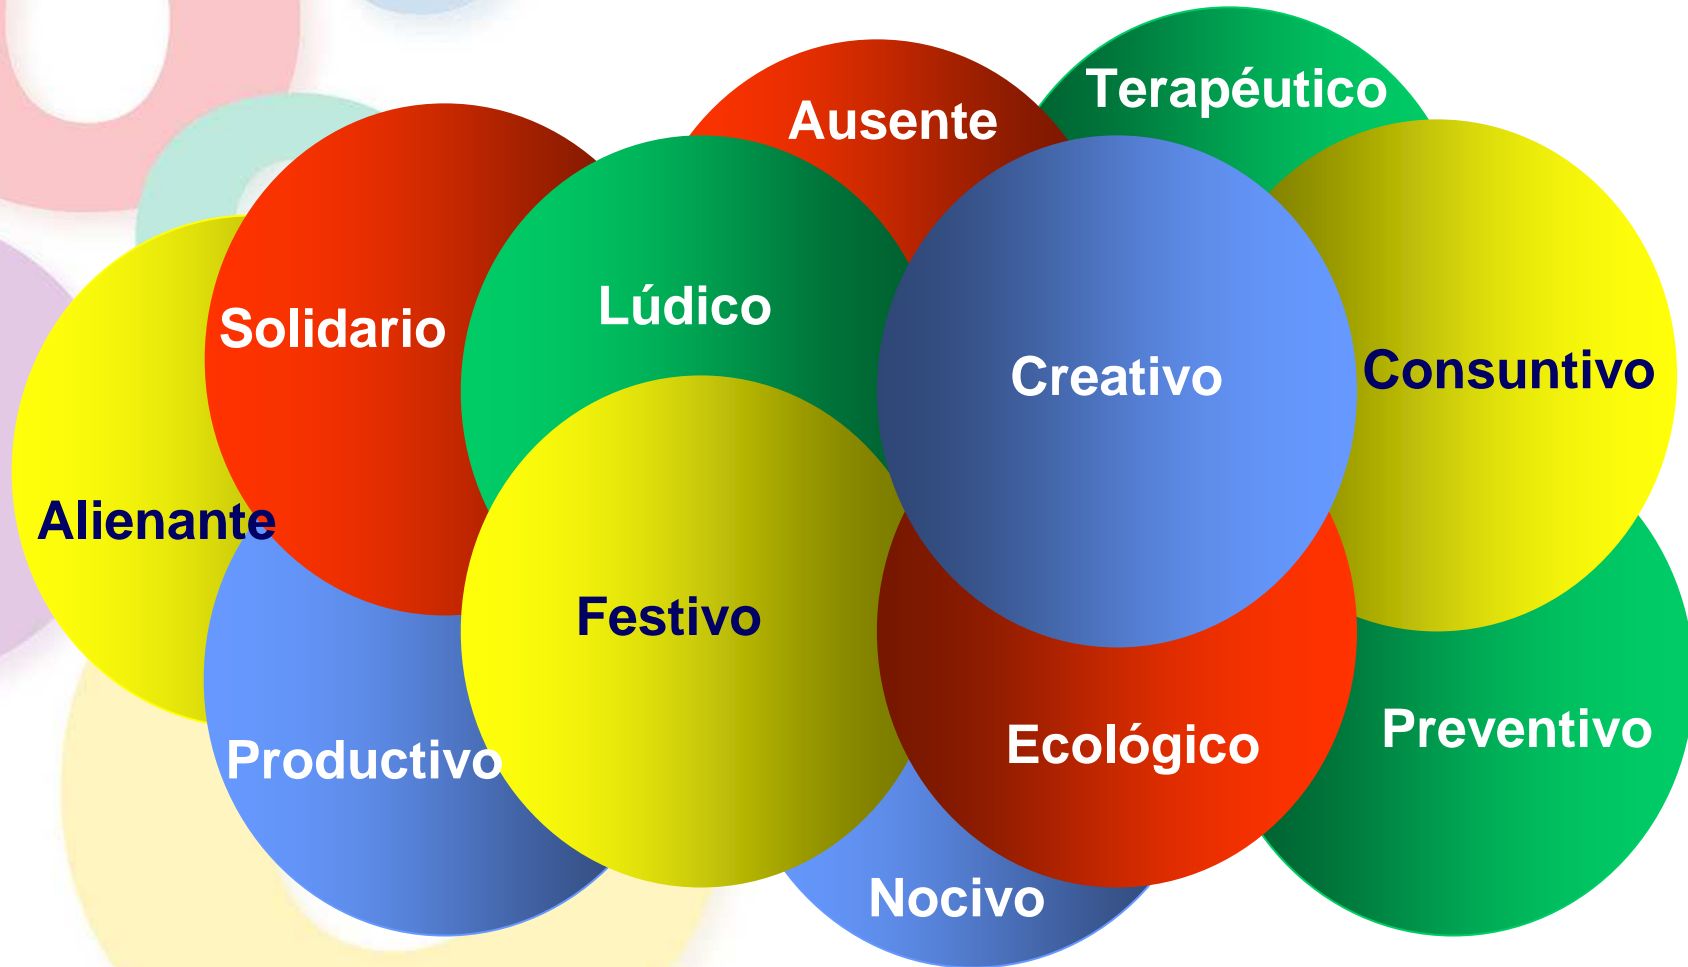 Terapéutico
Ausente
Solidario
Lúdico
Creativo
Consuntivo
Alienante
Festivo
Productivo
Ecológico
Preventivo
Nocivo